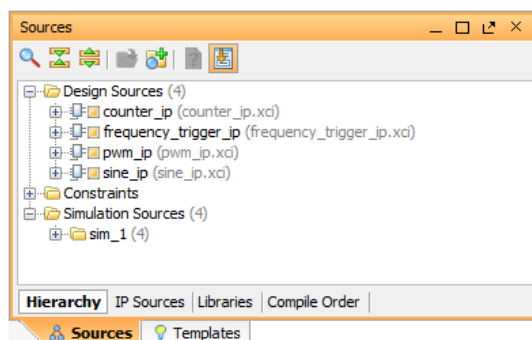 Sources
Design Sources (4)
counter_ip (counter_ip.xci)
frequency_trigger_ip (frequency_trigger_ip.xci)
pwm_ip (pwm_ip.xci)
sine_ip (sine_ip.xci)
Constraints
Simulation Sources (4)
sim_1 (4)
Hierarchy IP Sources Libraries Compile Order
Sources Templates